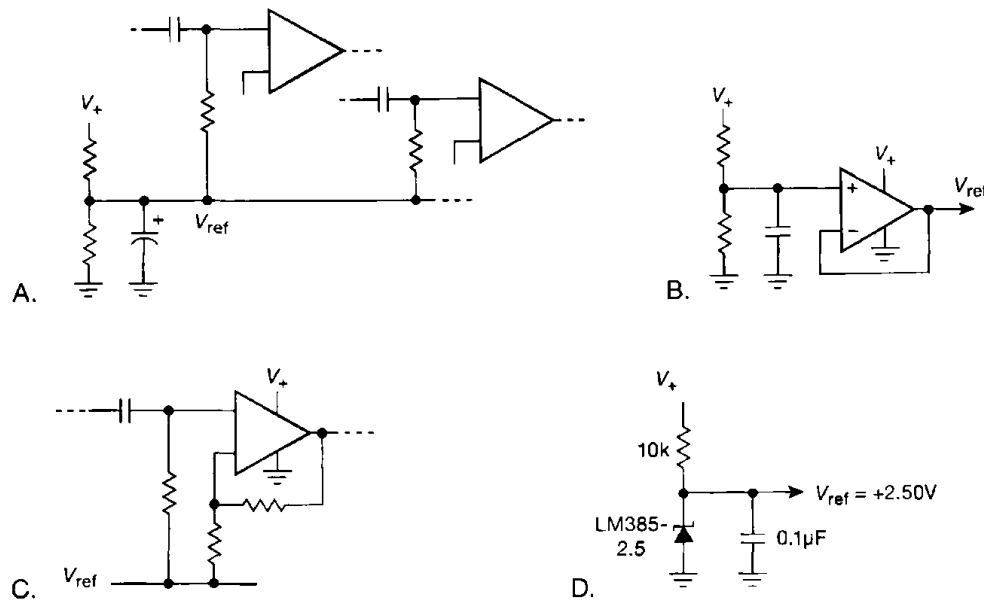 V+
Vref
A.
V+
V+
+
−
Vref
B.
V+
Vref
C.
V+
10k
LM385-
2.5
Vref = +2.50V
0.1µF
D.
+